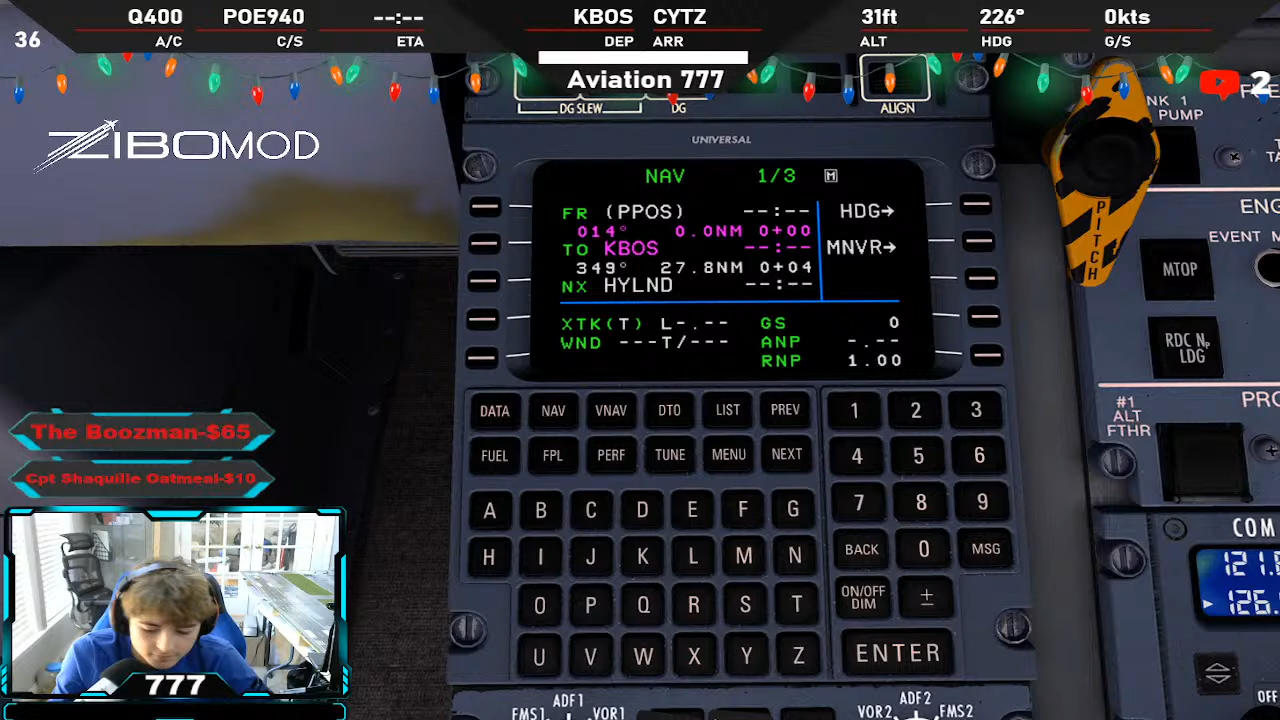 36
Q400
A/C
POE940
C/S
--:--
ETA
KBOS
DEP
CYTZ
ARR
31ft
ALT
226°
HDG
0kts
G/S
Aviation 777
2
ZIBOMOD
DG SLEW
DG
ALIGN
UNIVERSAL
NAV 1/3 M
FR (PPOS) --:-- HDG→
014° 0.0NM 0+00
TO KBOS --:-- MNVR→
349° 27.8NM 0+04
NX HYLND --:--
XTK(T) L-.-- GS 0
WND ---T/--- ANP -.--
RNP 1.00
DATA NAV VNAV DTO LIST PREV
FUEL FPL PERF TUNE MENU NEXT
1 2 3
4 5 6
7 8 9
BACK 0 MSG
ON/OFF
DIM
±
ENTER
A B C D E F G
H I J K L M N
O P Q R S T
U V W X Y Z
ADF1
FMS1 VOR1
ADF2
VOR2 FMS2
PITCH
NK 1
PUMP
ENG
EVENT M
MTOP
RDC Np
LDG
#1
ALT
FTHR
PRO
COM
126.
OFF
The Boozman-$65
Cpt Shaquille Oatmeal-$10
777